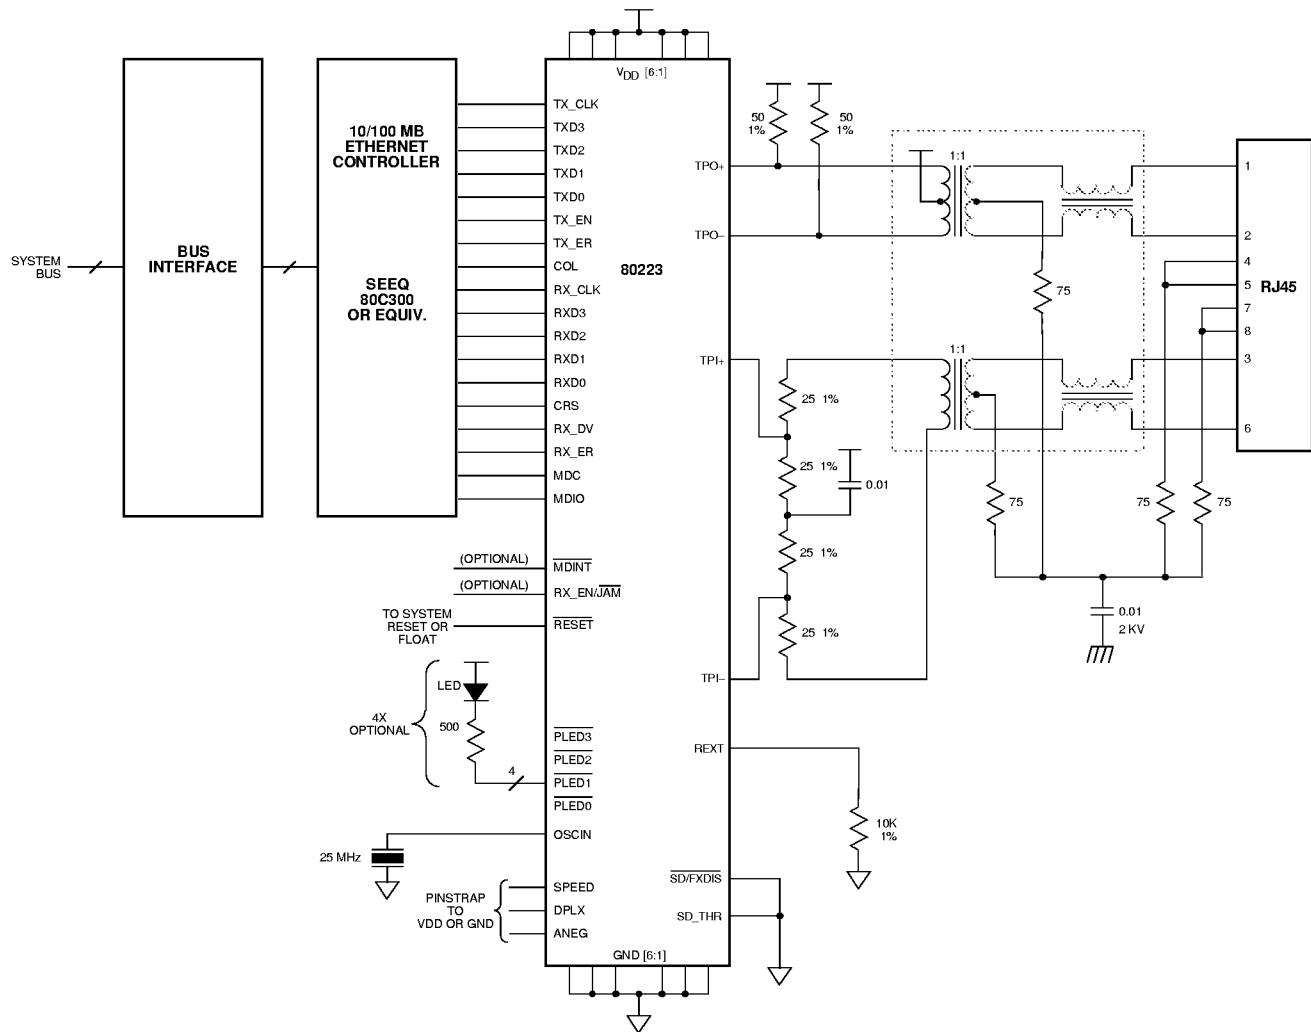 V_DD [6:1]
SYSTEM
BUS
BUS
INTERFACE
10/100 MB
ETHERNET
CONTROLLER
SEEQ
80C300
OR EQUIV.
TX_CLK
TXD3
TXD2
TXD1
TXD0
TX_EN
TX_ER
COL
RX_CLK
RXD3
RXD2
RXD1
RXD0
CRS
RX_DV
RX_ER
MDC
MDIO
(OPTIONAL)
MDINT
(OPTIONAL)
RX_EN/JAM
TO SYSTEM
RESET OR
FLOAT
RESET
LED
500
4X
OPTIONAL
4
PLED3
PLED2
PLED1
PLED0
OSCIN
25 MHz
SPEED
DPLX
ANEG
PINSTRAP
TO
VDD OR GND
GND [6:1]
80223
TPO+
TPO–
TPI+
TPI–
REXT
SD/FXDIS
SD_THR
50
1%
50
1%
1:1
75
1:1
25 1%
25 1%
0.01
25 1%
25 1%
75
75
75
0.01
2 KV
10K
1%
1
2
4
5
7
8
3
6
RJ45